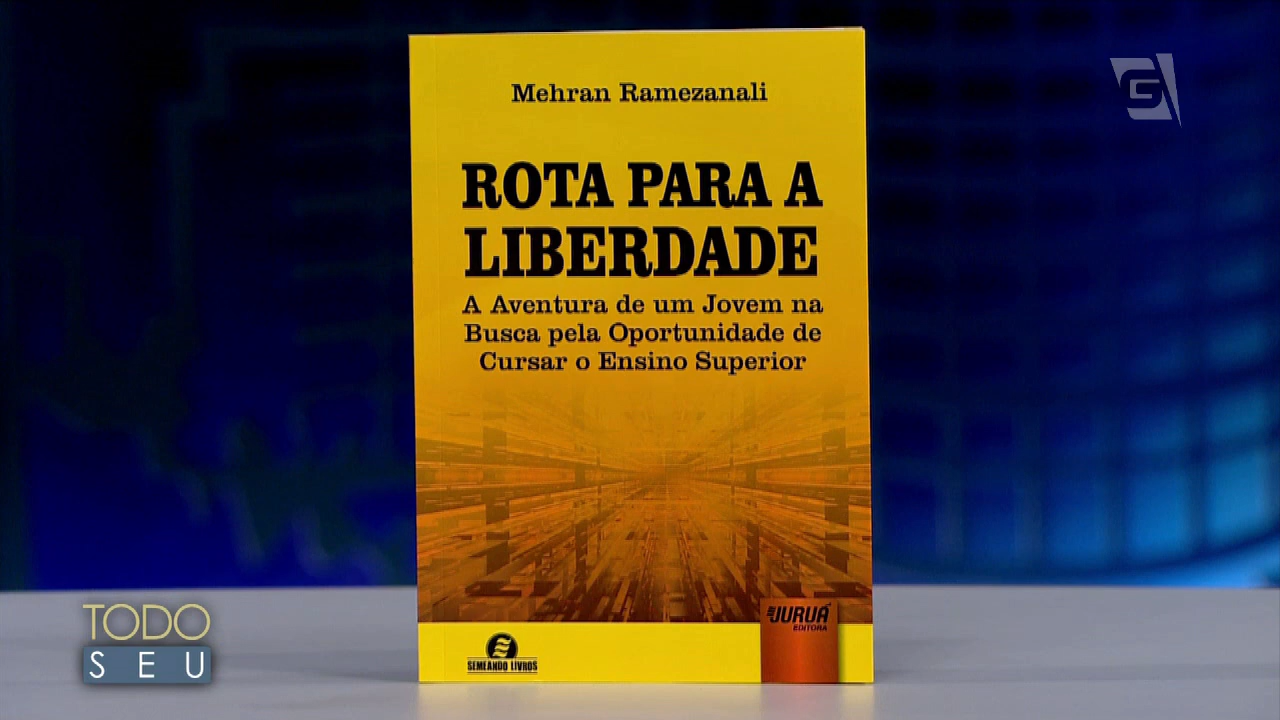 Mehran Ramezanali
ROTA PARA A
LIBERDADE
A Aventura de um Jovem na
Busca pela Oportunidade de
Cursar o Ensino Superior
JURUÁ
EDITORA
SEMEANDO LIVROS
TODO
SEU